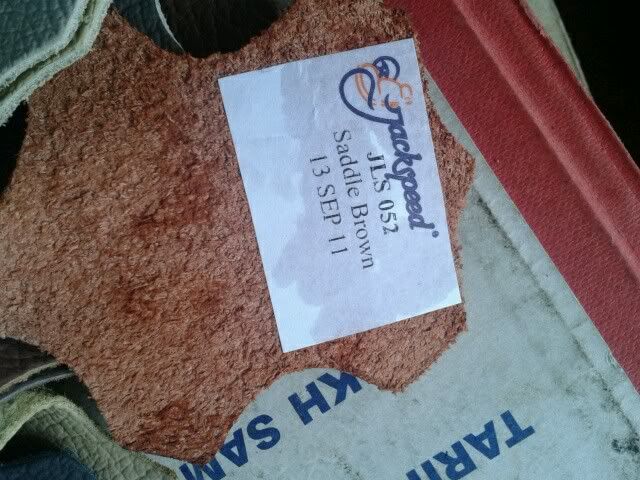 Jackspeed
JLS 052
Saddle Brown
13 SEP 11
KH SAM
TARI